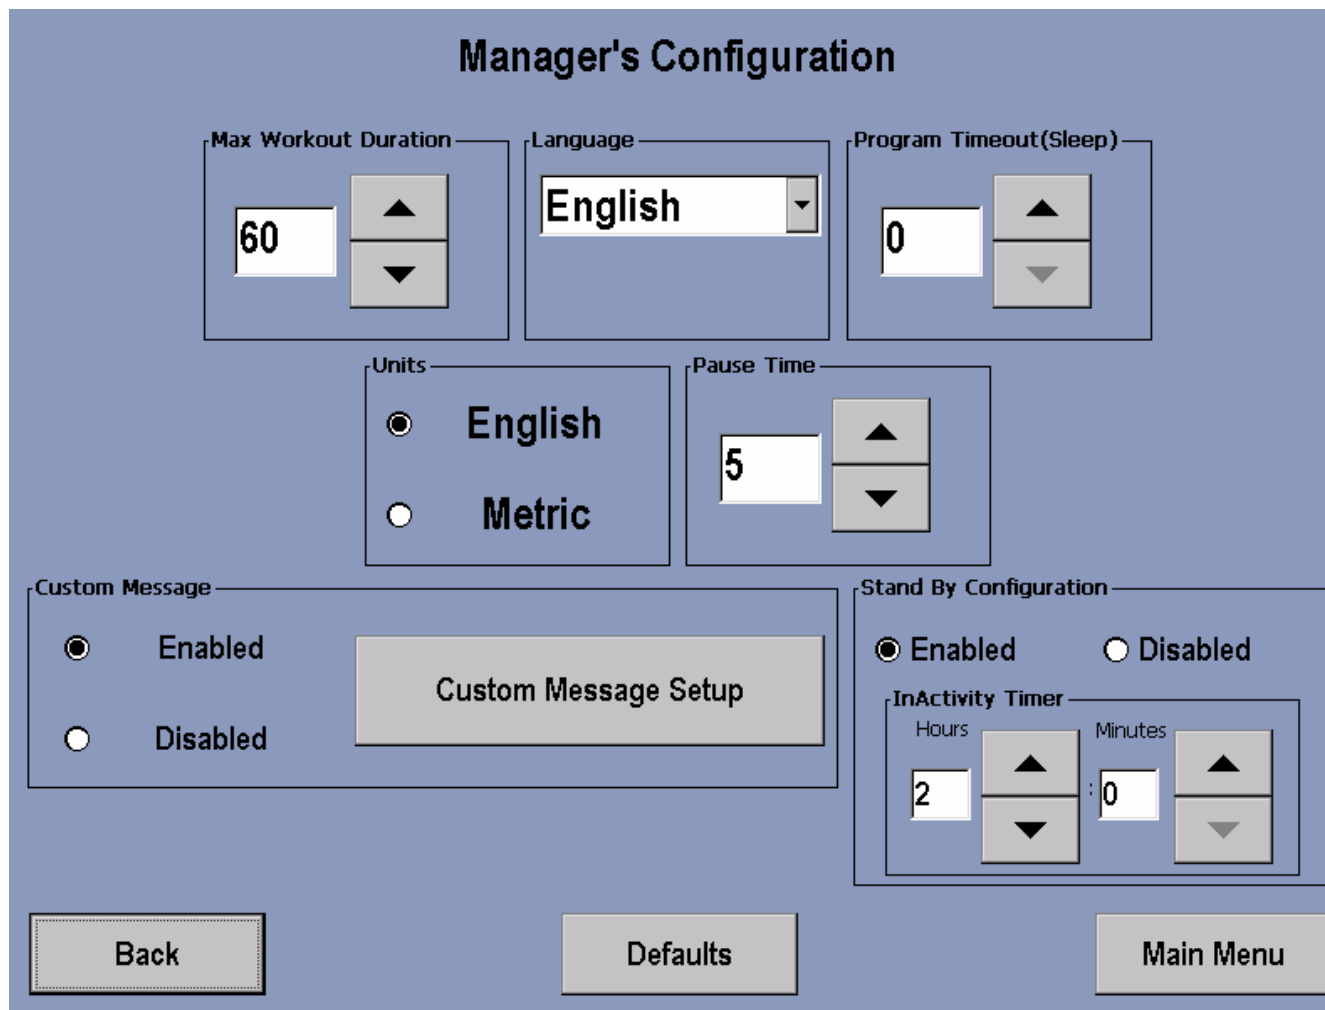 Manager's Configuration
Max Workout Duration
60
Language
English
Program Timeout(Sleep)
0
Units
English
Metric
Pause Time
5
Custom Message
Enabled
Disabled
Custom Message Setup
Stand By Configuration
Enabled Disabled
InActivity Timer
Hours Minutes
2 : 0
Back Defaults Main Menu